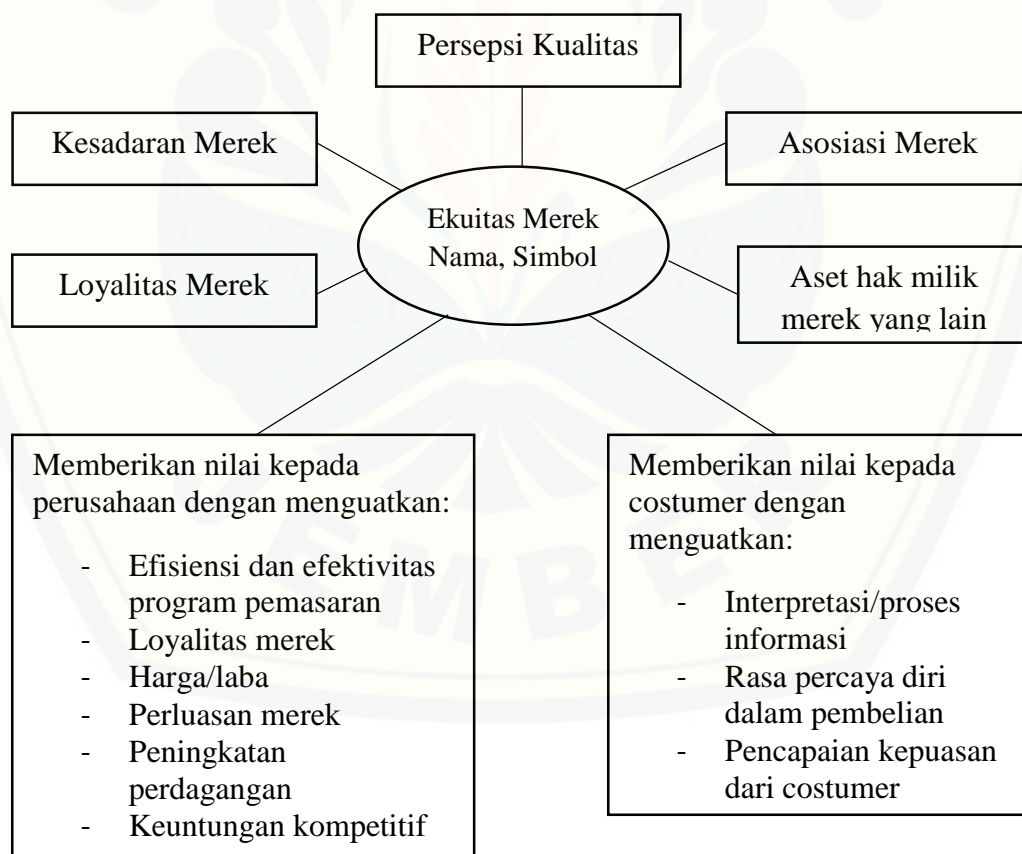 Persepsi Kualitas
Kesadaran Merek
Asosiasi Merek
Ekuitas Merek
Nama, Simbol
Loyalitas Merek
Aset hak milik
merek yang lain
Memberikan nilai kepada
perusahaan dengan menguatkan:
- Efisiensi dan efektivitas
program pemasaran
- Loyalitas merek
- Harga/laba
- Perluasan merek
- Peningkatan
perdagangan
- Keuntungan kompetitif
Memberikan nilai kepada
costumer dengan
menguatkan:
- Interpretasi/proses
informasi
- Rasa percaya diri
dalam pembelian
- Pencapaian kepuasan
dari costumer
JEMBER